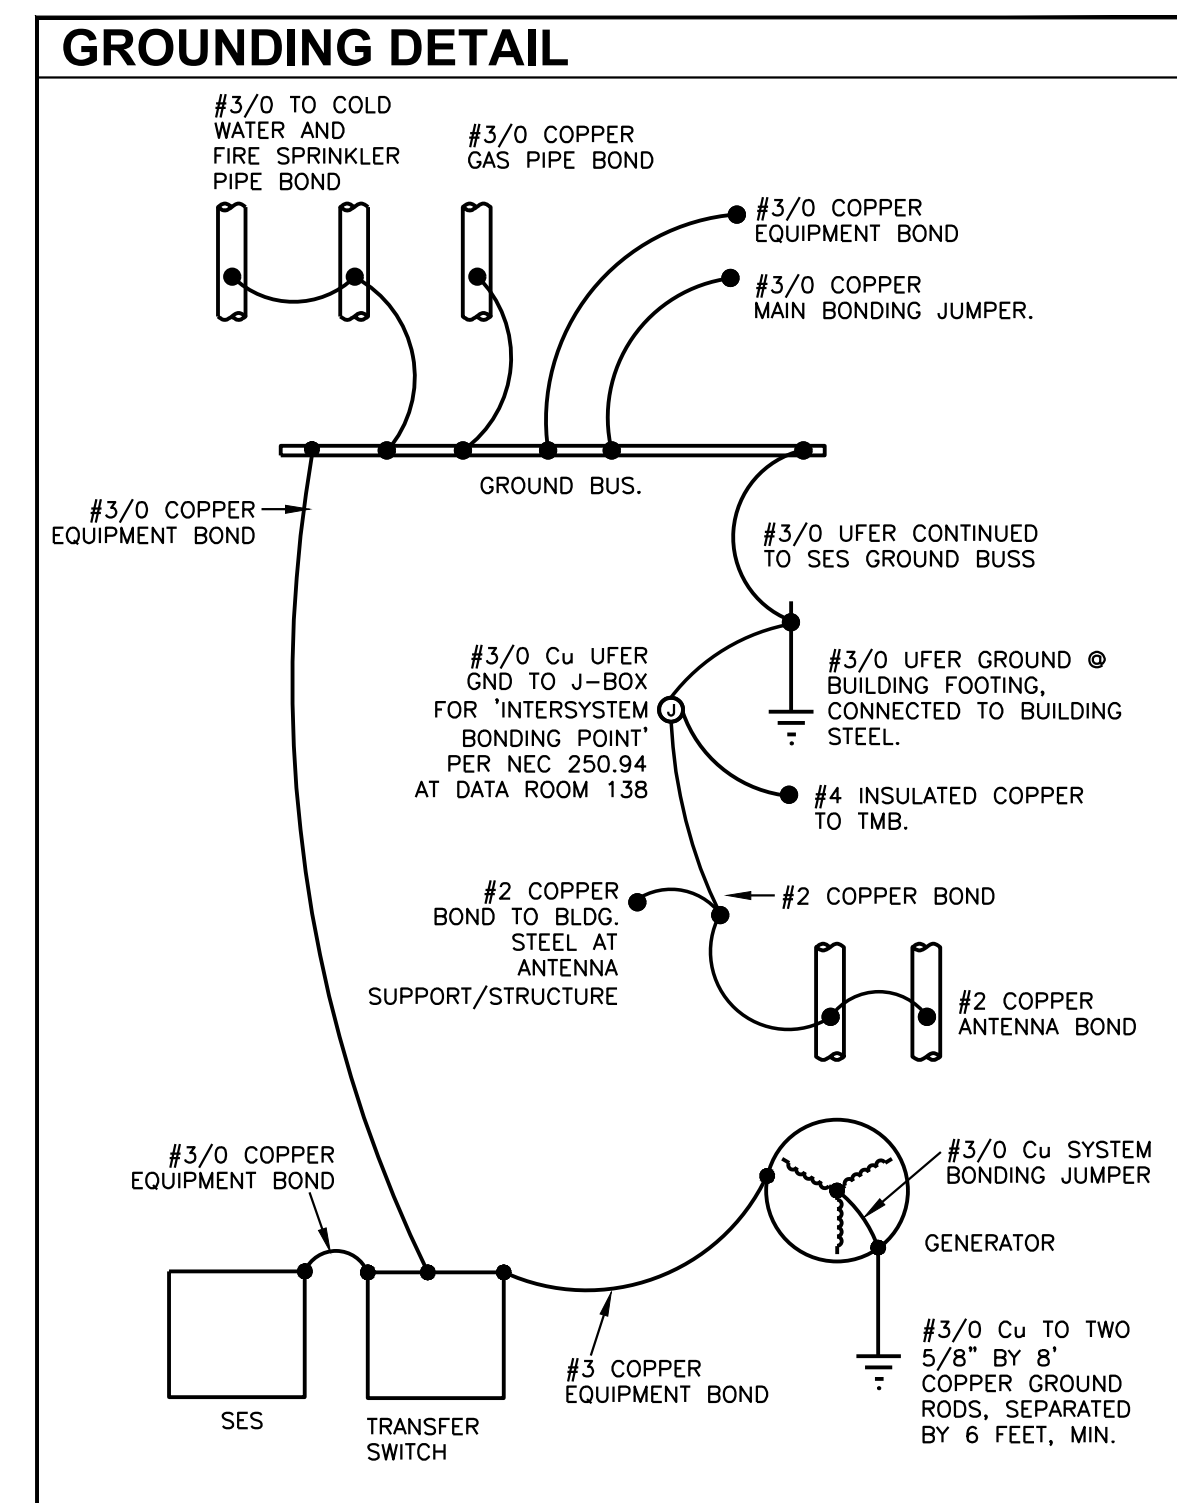 GROUNDING DETAIL
#3/0 TO COLD
WATER AND
FIRE SPRINKLER
PIPE BOND
#3/0 COPPER
GAS PIPE BOND
#3/0 COPPER
EQUIPMENT BOND
#3/0 COPPER
MAIN BONDING JUMPER.
GROUND BUS.
#3/0 COPPER
EQUIPMENT BOND
#3/0 UFER CONTINUED
TO SES GROUND BUSS
#3/0 Cu UFER
GND TO J-BOX
FOR 'INTERSYSTEM
BONDING POINT'
PER NEC 250.94
AT DATA ROOM 138
J
#3/0 UFER GROUND @
BUILDING FOOTING,
CONNECTED TO BUILDING
STEEL.
#4 INSULATED COPPER
TO TMB.
#2 COPPER
BOND TO BLDG.
STEEL AT
ANTENNA
SUPPORT/STRUCTURE
#2 COPPER BOND
#2 COPPER
ANTENNA BOND
#3/0 COPPER
EQUIPMENT BOND
#3/0 Cu SYSTEM
BONDING JUMPER
GENERATOR
#3/0 Cu TO TWO
5/8" BY 8'
COPPER GROUND
RODS, SEPARATED
BY 6 FEET, MIN.
#3 COPPER
EQUIPMENT BOND
SES
TRANSFER
SWITCH